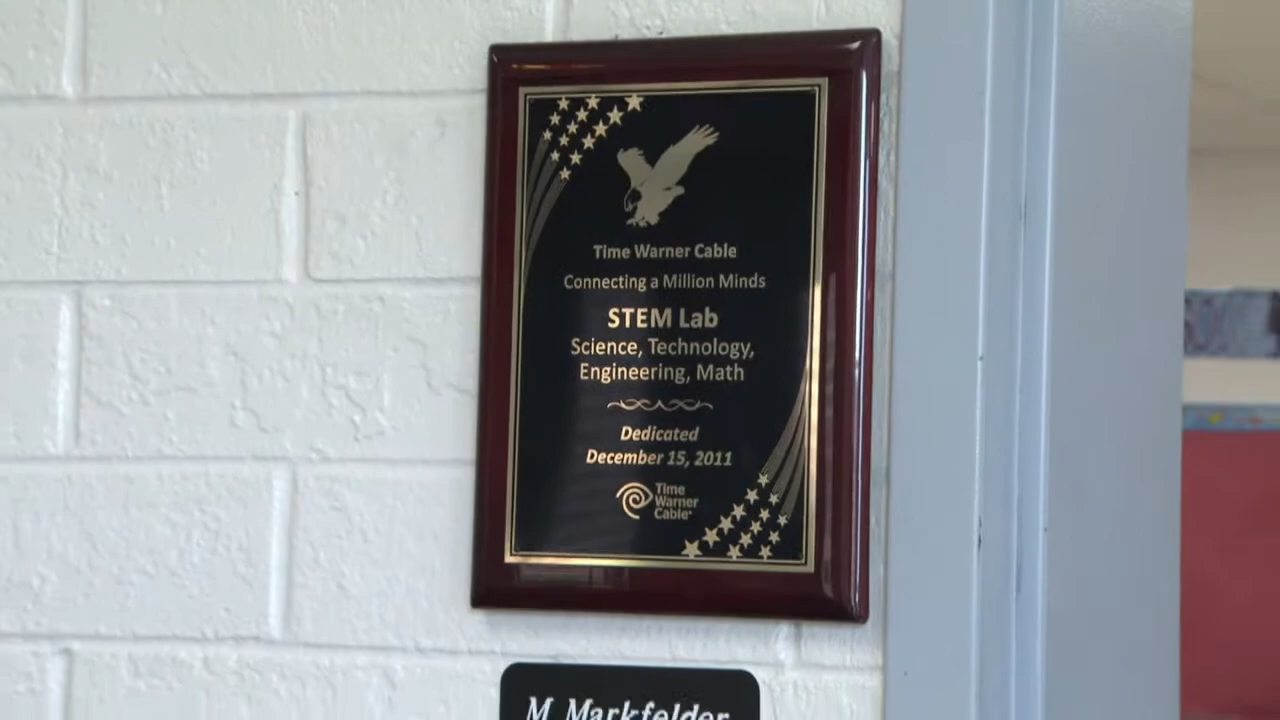 Time Warner Cable
Connecting a Million Minds
STEM Lab
Science, Technology,
Engineering, Math
Dedicated
December 15, 2011
Time
Warner
Cable
M. Markfelder